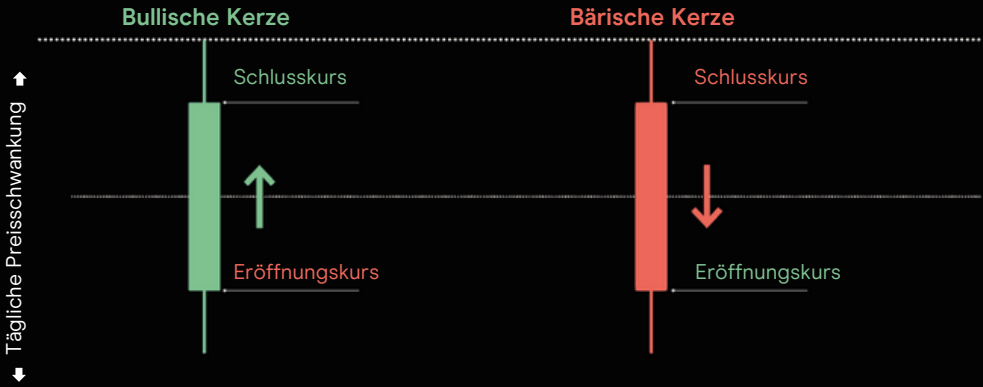 Bullische Kerze
Bärische Kerze
Schlusskurs
Schlusskurs
Tägliche Preisschwankung
Eröffnungskurs
Eröffnungskurs